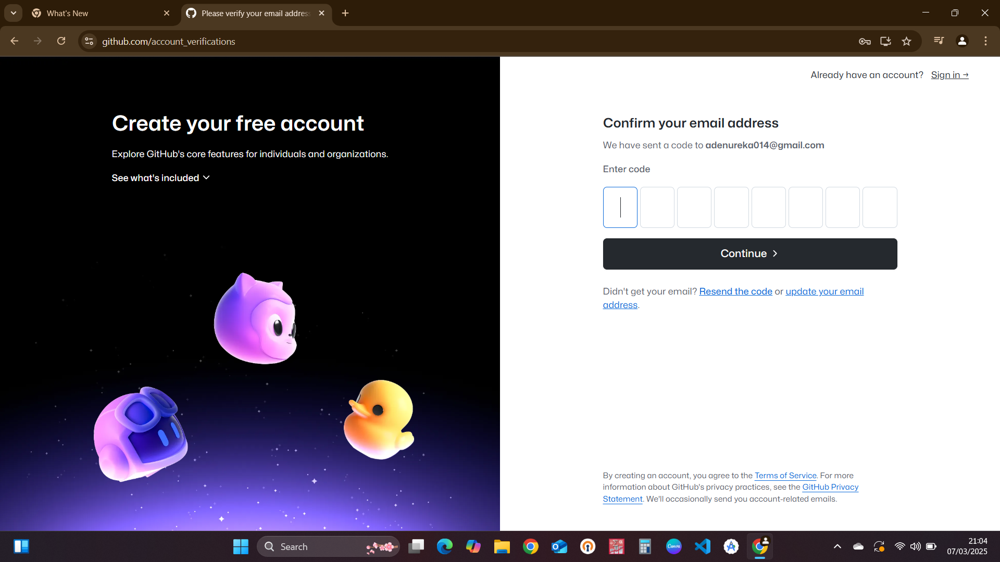 What's New
Please verify your email address
github.com/account_verifications
Already have an account? Sign in →
Create your free account
Explore GitHub's core features for individuals and organizations.
See what's included
Confirm your email address
We have sent a code to adenureka014@gmail.com
Enter code
Continue
Didn't get your email? Resend the code or update your email
address.
By creating an account, you agree to the Terms of Service. For more
information about GitHub's privacy practices, see the GitHub Privacy
Statement. We'll occasionally send you account-related emails.
Search
Canva
21:04
07/03/2025